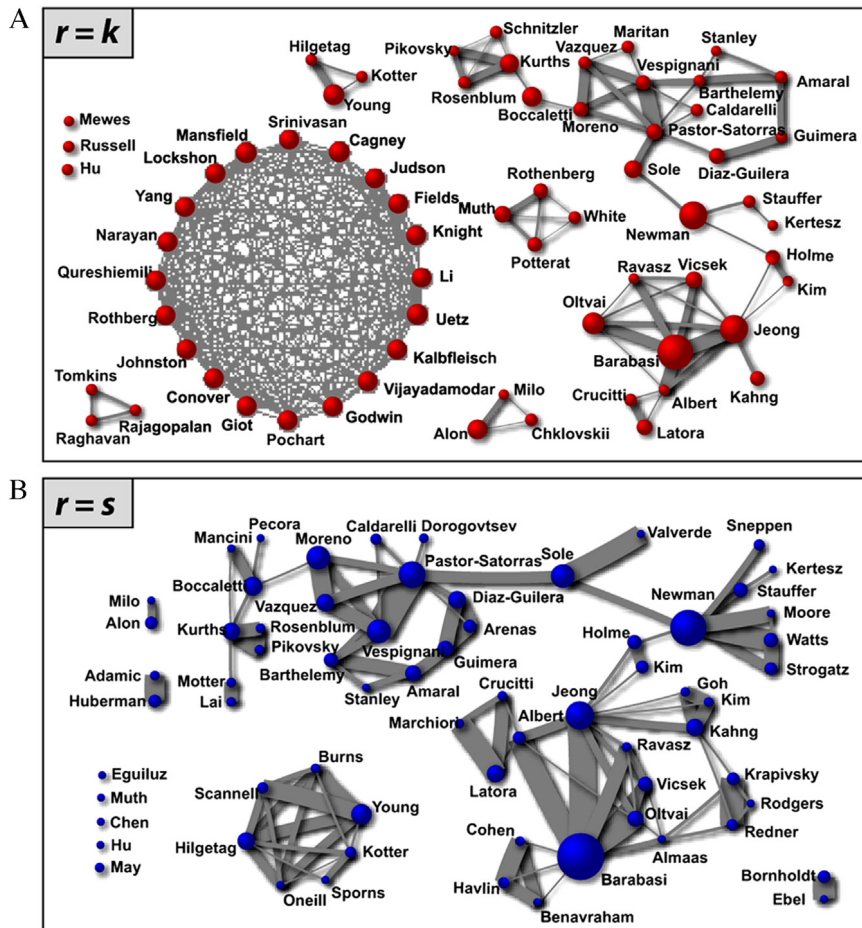 A
r = k
Mewes
Russell
Hu
Hilgetag
Kotter
Young
Schnitzler
Pikovsky
Kurths
Rosenblum
Boccaletti
Maritan
Vazquez
Vespignani
Stanley
Amaral
Barthelemy
Caldarelli
Moreno
Pastor-Satorras
Guimera
Diaz-Guilera
Sole
Srinivasan
Mansfield
Cagney
Lockshon
Judson
Yang
Fields
Narayan
Knight
Qureshiemili
Li
Rothberg
Uetz
Johnston
Kalbfleisch
Conover
Vijayadamodar
Giot
Godwin
Pochart
Rothenberg
Muth
White
Potterat
Newman
Stauffer
Kertesz
Holme
Kim
Ravasz
Vicsek
Oltvai
Jeong
Barabasi
Kahng
Albert
Crucitti
Latora
Tomkins
Rajagopalan
Raghavan
Milo
Alon
Chklovskii
B
r = s
Mancini
Pecora
Moreno
Caldarelli
Dorogovtsev
Pastor-Satorras
Sole
Valverde
Sneppen
Boccaletti
Newman
Kertesz
Stauffer
Milo
Alon
Vazquez
Diaz-Guilera
Moore
Kurths
Rosenblum
Arenas
Holme
Watts
Pikovsky
Vespignani
Guimera
Strogatz
Adamic
Huberman
Motter
Lai
Barthelemy
Stanley
Amaral
Kim
Jeong
Goh
Kim
Crucitti
Albert
Kahng
Marchiori
Ravasz
Latora
Vicsek
Krapivsky
Oltvai
Rodgers
Redner
Eguiluz
Muth
Chen
Hu
May
Burns
Scannell
Young
Hilgetag
Kotter
Sporns
Oneill
Cohen
Almaas
Barabasi
Havlin
Benavraham
Bornholdt
Ebel